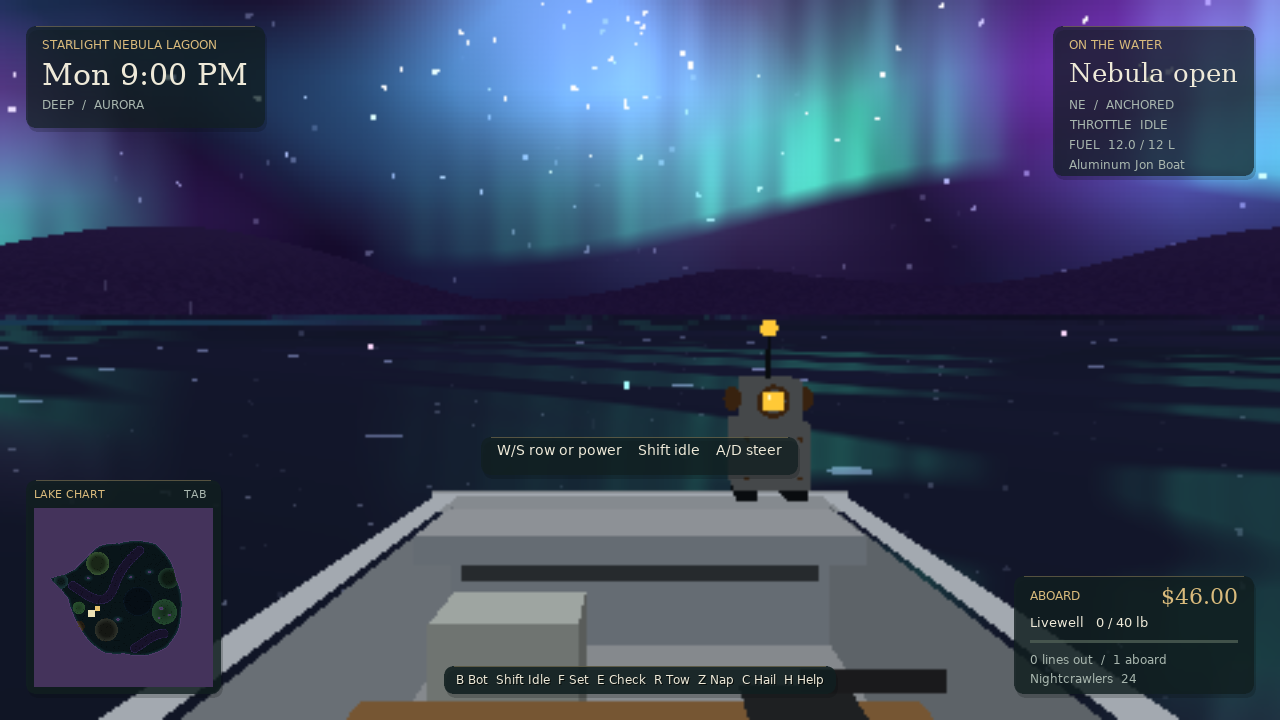 STARLIGHT NEBULA LAGOON
Mon 9:00 PM
DEEP / AURORA
ON THE WATER
Nebula open
NE / ANCHORED
THROTTLE IDLE
FUEL 12.0 / 12 L
Aluminum Jon Boat
W/S row or power Shift idle A/D steer
LAKE CHART TAB
ABOARD $46.00
Livewell 0 / 40 lb
0 lines out / 1 aboard
Nightcrawlers 24
B Bot Shift Idle F Set E Check R Tow Z Nap C Hail H Help